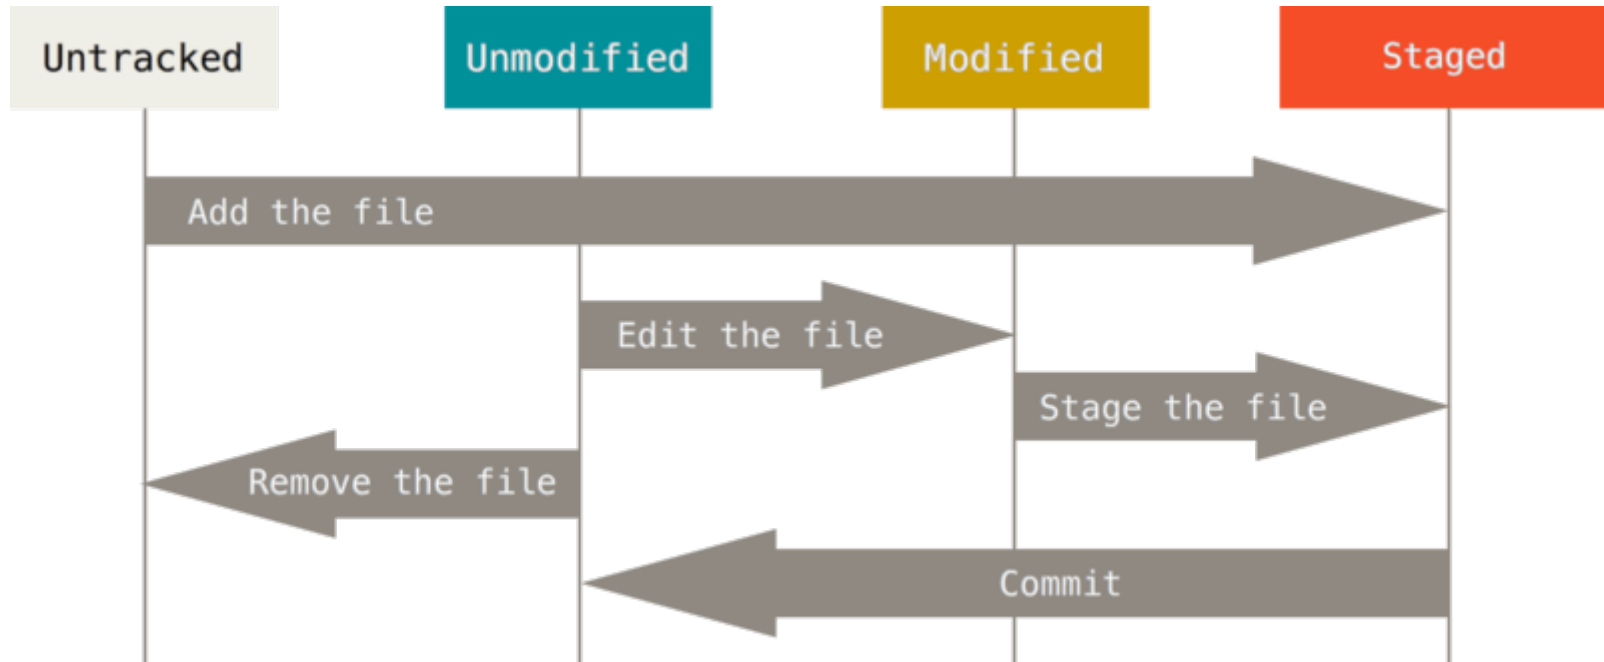 Untracked
Unmodified
Modified
Staged
Add the file
Edit the file
Stage the file
Remove the file
Commit